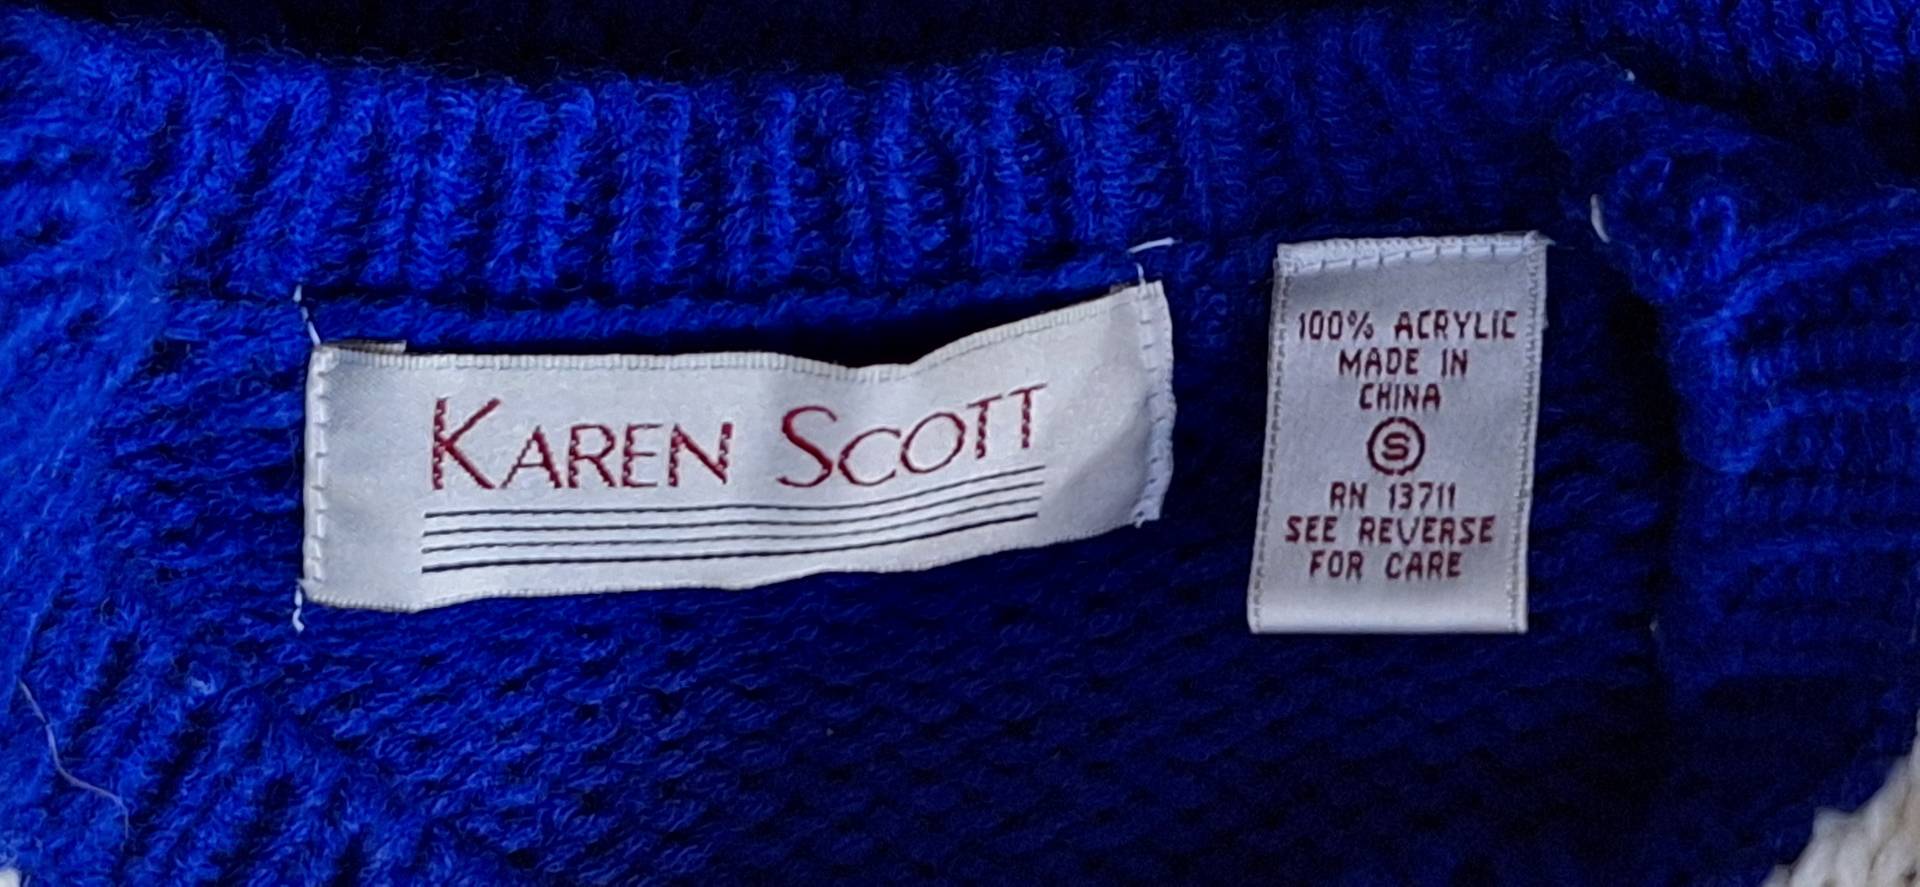 KAREN SCOTT
100% ACRYLIC
MADE IN
CHINA
S
RN 13711
SEE REVERSE
FOR CARE